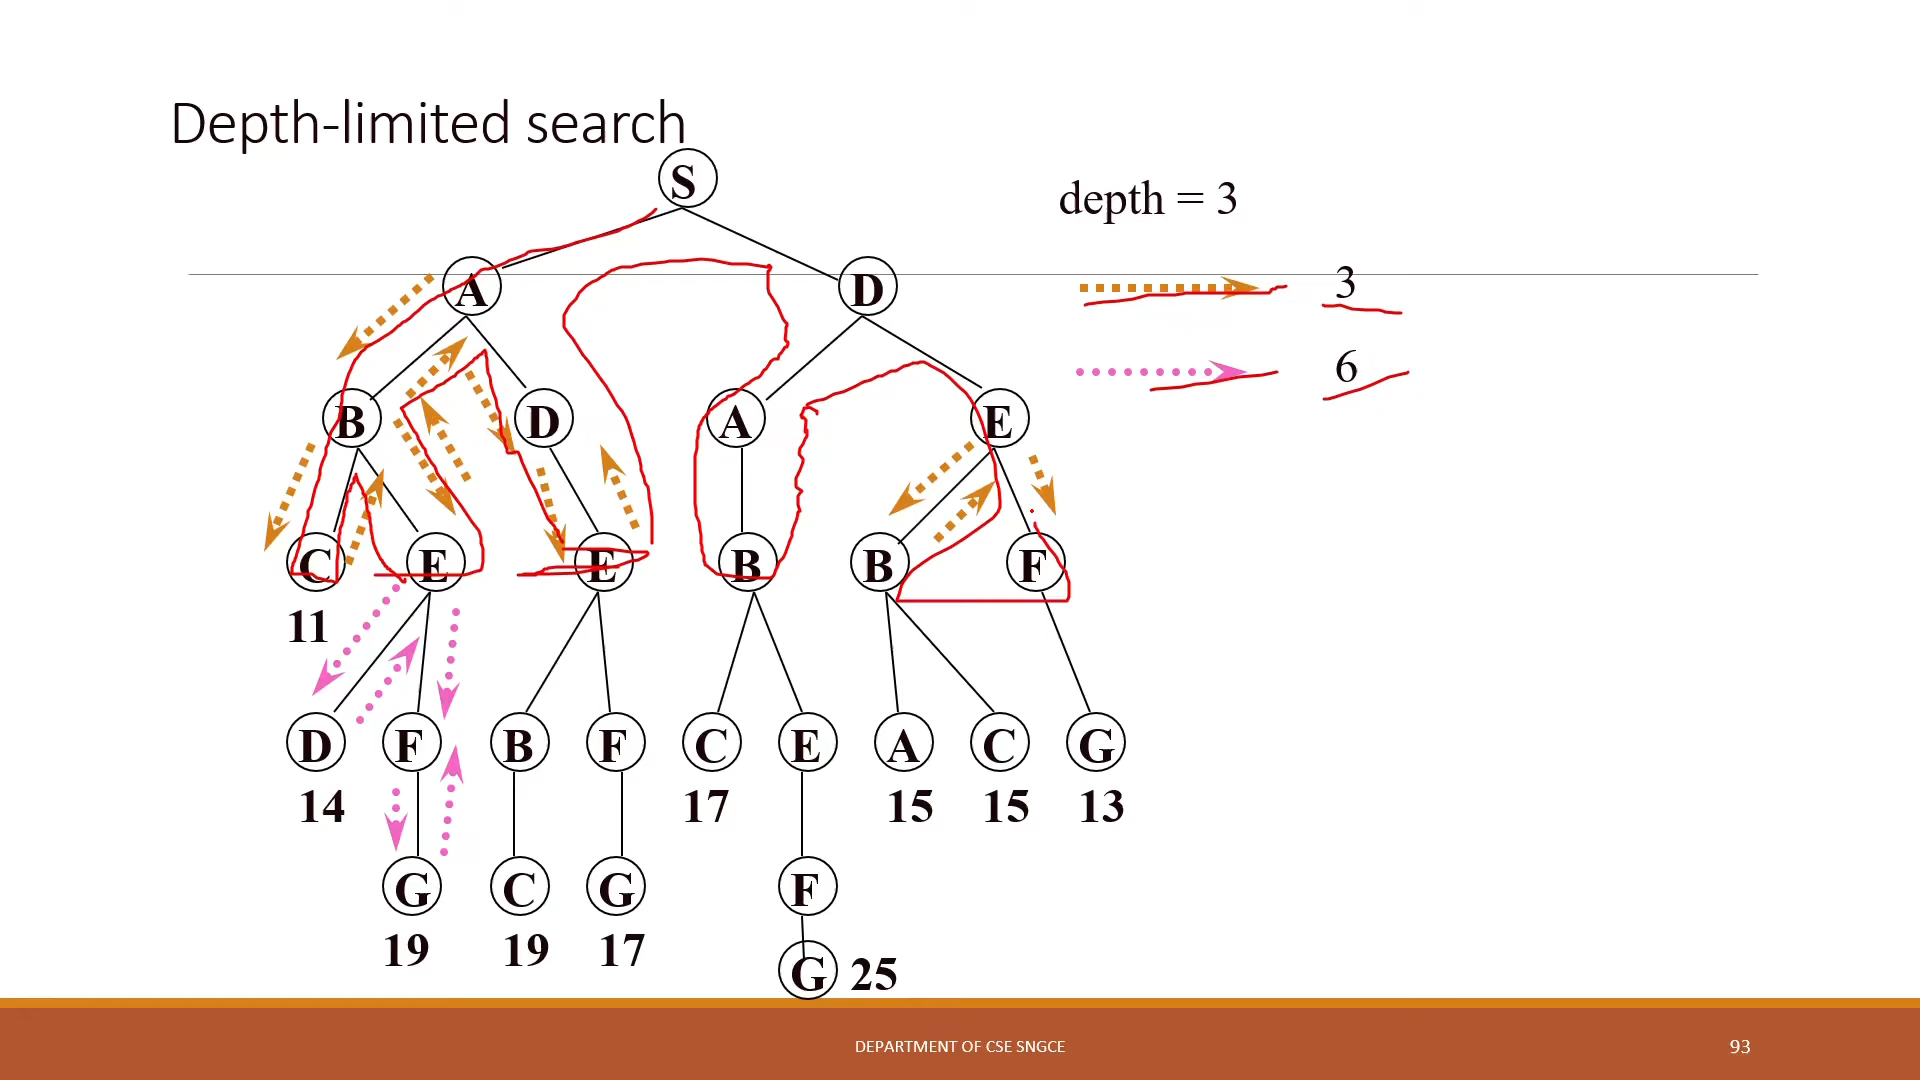 Depth-limited search
S
depth = 3
A D
3
6
B D A E
C E E B B F
11
D F B F C E A C G
14 17 15 15 13
G C G F
19 19 17
G 25
DEPARTMENT OF CSE SNGCE 93